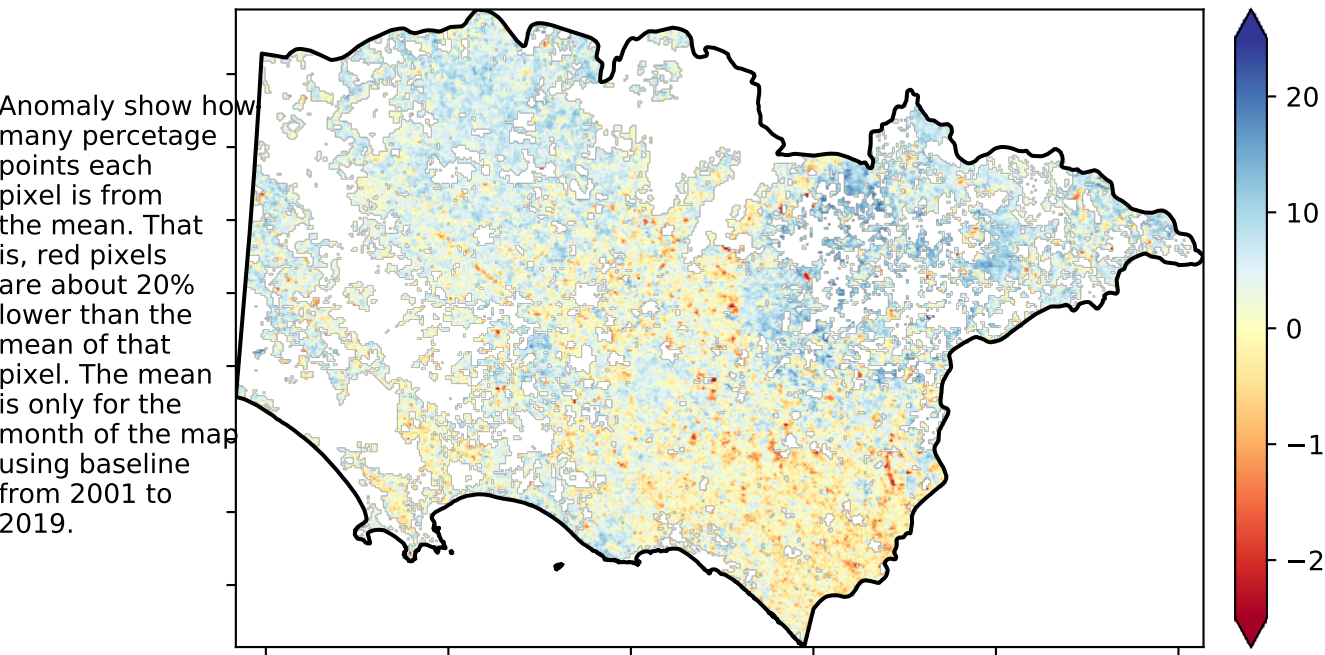 Anomaly show how
many percetage
points each
pixel is from
the mean. That
is, red pixels
are about 20%
lower than the
mean of that
pixel. The mean
is only for the
month of the map
using baseline
from 2001 to
2019.
20
10
0
−1
−2